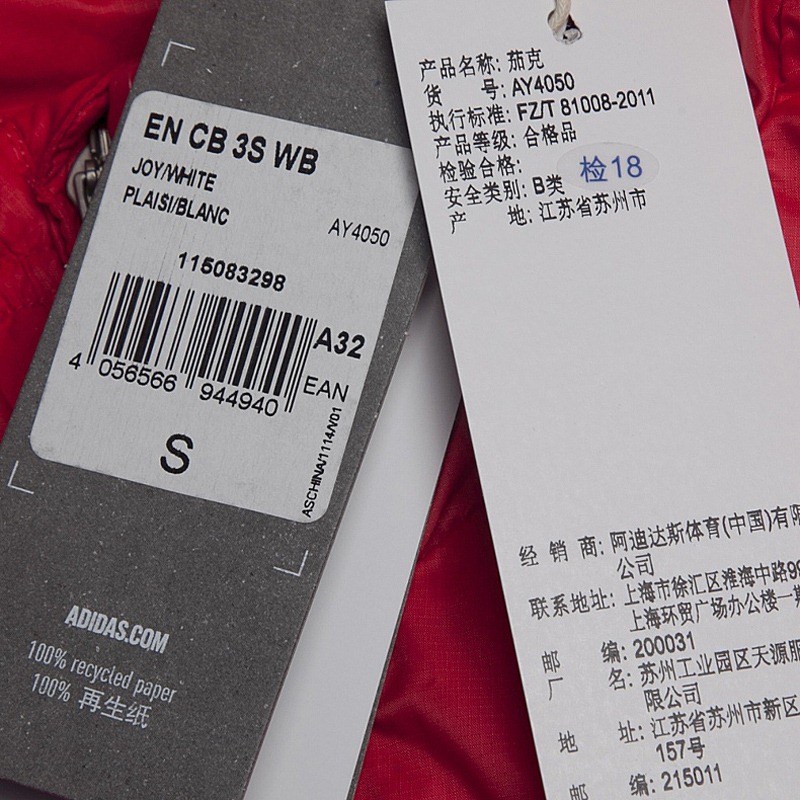 EN CB 3S WB
JOY/WHITE
PLAISI/BLANC
AY4050
115083298
A32
4 056566 944940
EAN
S
ASCHINA/1114/V01
ADIDAS.COM
100% recycled paper
100% 再生纸
产品名称: 茄克
货 号: AY4050
执行标准: FZ/T 81008-2011
产品等级: 合格品
检验合格: 检18
安全类别: B类
产 地: 江苏省苏州市
经 销 商: 阿迪达斯体育(中国)有限
公司
联系地址: 上海市徐汇区淮海中路99
上海环贸广场办公楼一
邮 编: 200031
厂 名: 苏州工业园区天源服
限公司
地 址: 江苏省苏州市新区
157号
邮 编: 215011